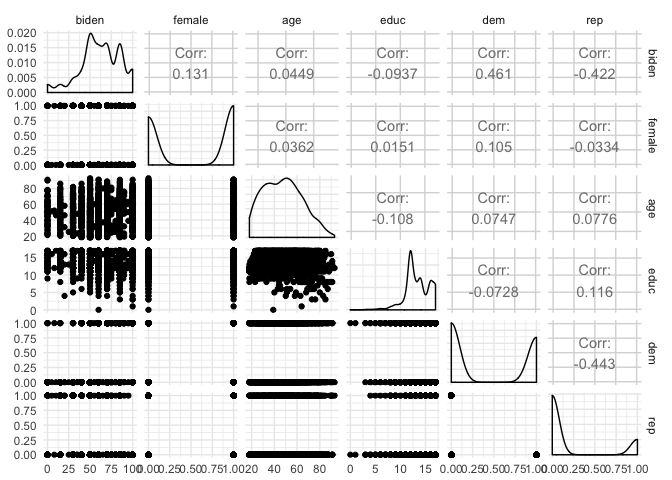 biden female age educ dem rep
0.020
0.015
0.010
0.005
0.000
Corr:
0.131
Corr:
0.0449
Corr:
-0.0937
Corr:
0.461
Corr:
-0.422
biden
1.00
0.75
0.50
0.25
0.00
Corr:
0.0362
Corr:
0.0151
Corr:
0.105
Corr:
-0.0334
female
80
60
40
20
Corr:
-0.108
Corr:
0.0747
Corr:
0.0776
age
15
10
5
0
Corr:
-0.0728
Corr:
0.116
educ
1.00
0.75
0.50
0.25
0.00
Corr:
-0.443
dem
1.00
0.75
0.50
0.25
0.00
rep
0 25 50 75 100 0.00 0.25 0.50 0.75 1.00 20 40 60 80 0 5 10 15 0.00 0.25 0.50 0.75 1.00 0.00 0.25 0.50 0.75 1.00